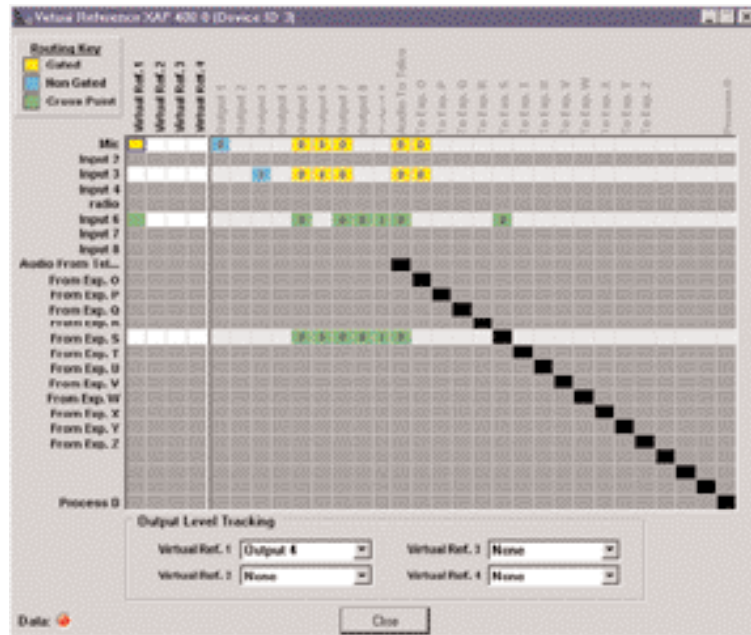 Virtual Reference XAP 400 0 (Device ID 3)
Routing Key
Gated
Non Gated
Cross Point
Virtual Ref. 1
Virtual Ref. 2
Virtual Ref. 3
Virtual Ref. 4
Output 1
Output 2
Output 3
Output 4
Output 5
Output 6
Output 7
Output 8
Audio To Telco
To Exp. O
To Exp. P
To Exp. Q
To Exp. R
To Exp. S
To Exp. T
To Exp. U
To Exp. V
To Exp. W
To Exp. X
To Exp. Y
To Exp. Z
Process D
Mic
Input 2
Input 3
Input 4
radio
Input 6
Input 7
Input 8
Audio From Tel...
From Exp. O
From Exp. P
From Exp. Q
From Exp. R
From Exp. S
From Exp. T
From Exp. U
From Exp. V
From Exp. W
From Exp. X
From Exp. Y
From Exp. Z
Process D
Output Level Tracking
Virtual Ref. 1 Output 4 Virtual Ref. 3 None
Virtual Ref. 2 None Virtual Ref. 4 None
Data: Close